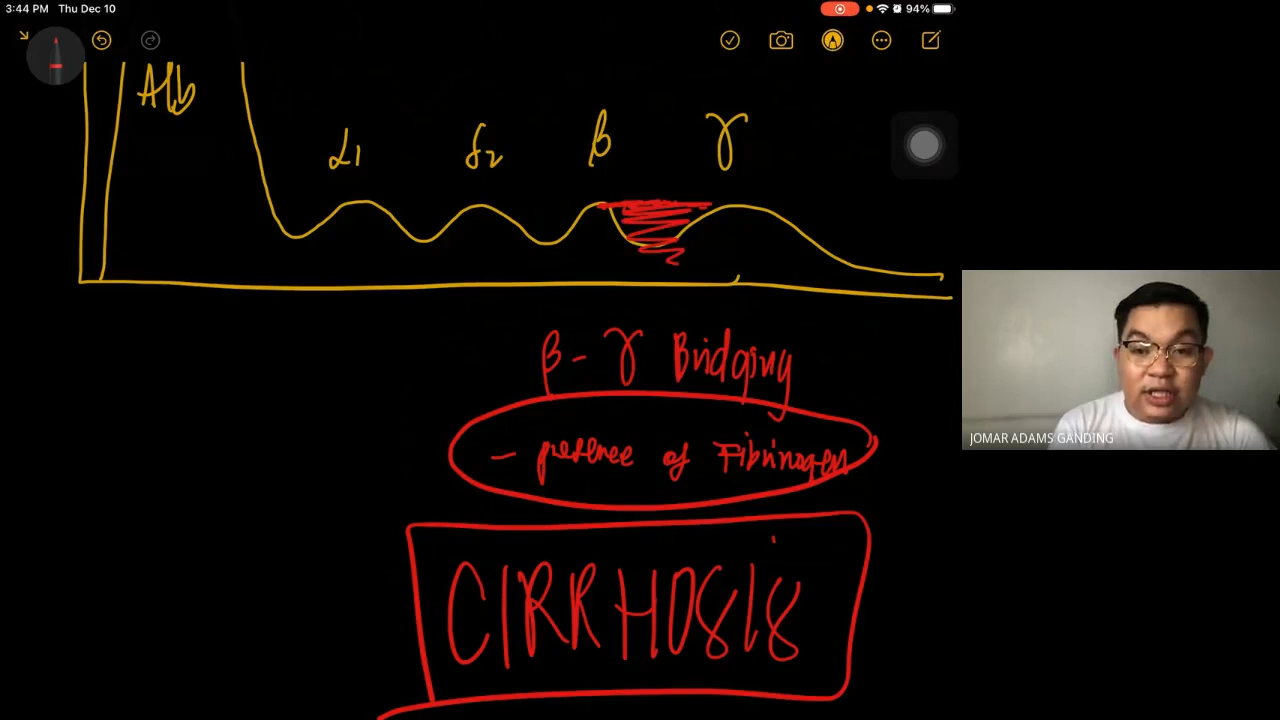 3:44 PM Thu Dec 10
94%
Alb
α1 α2 β γ
β - γ Bridging
- presence of Fibrinogen
CIRRHOSIS
JOMAR ADAMS GANDING